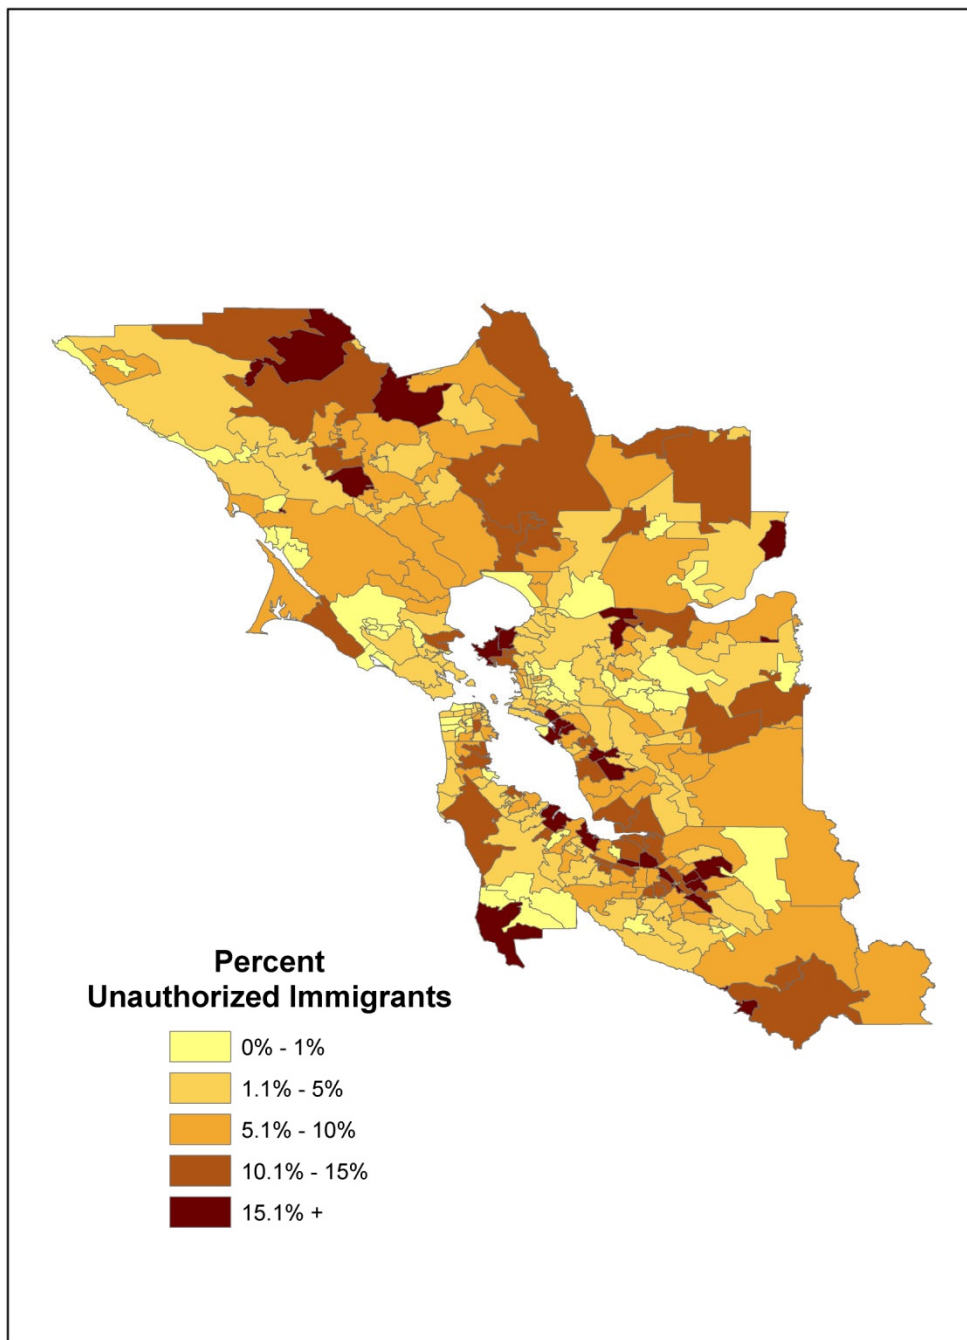 Percent
Unauthorized Immigrants
0% - 1%
1.1% - 5%
5.1% - 10%
10.1% - 15%
15.1% +